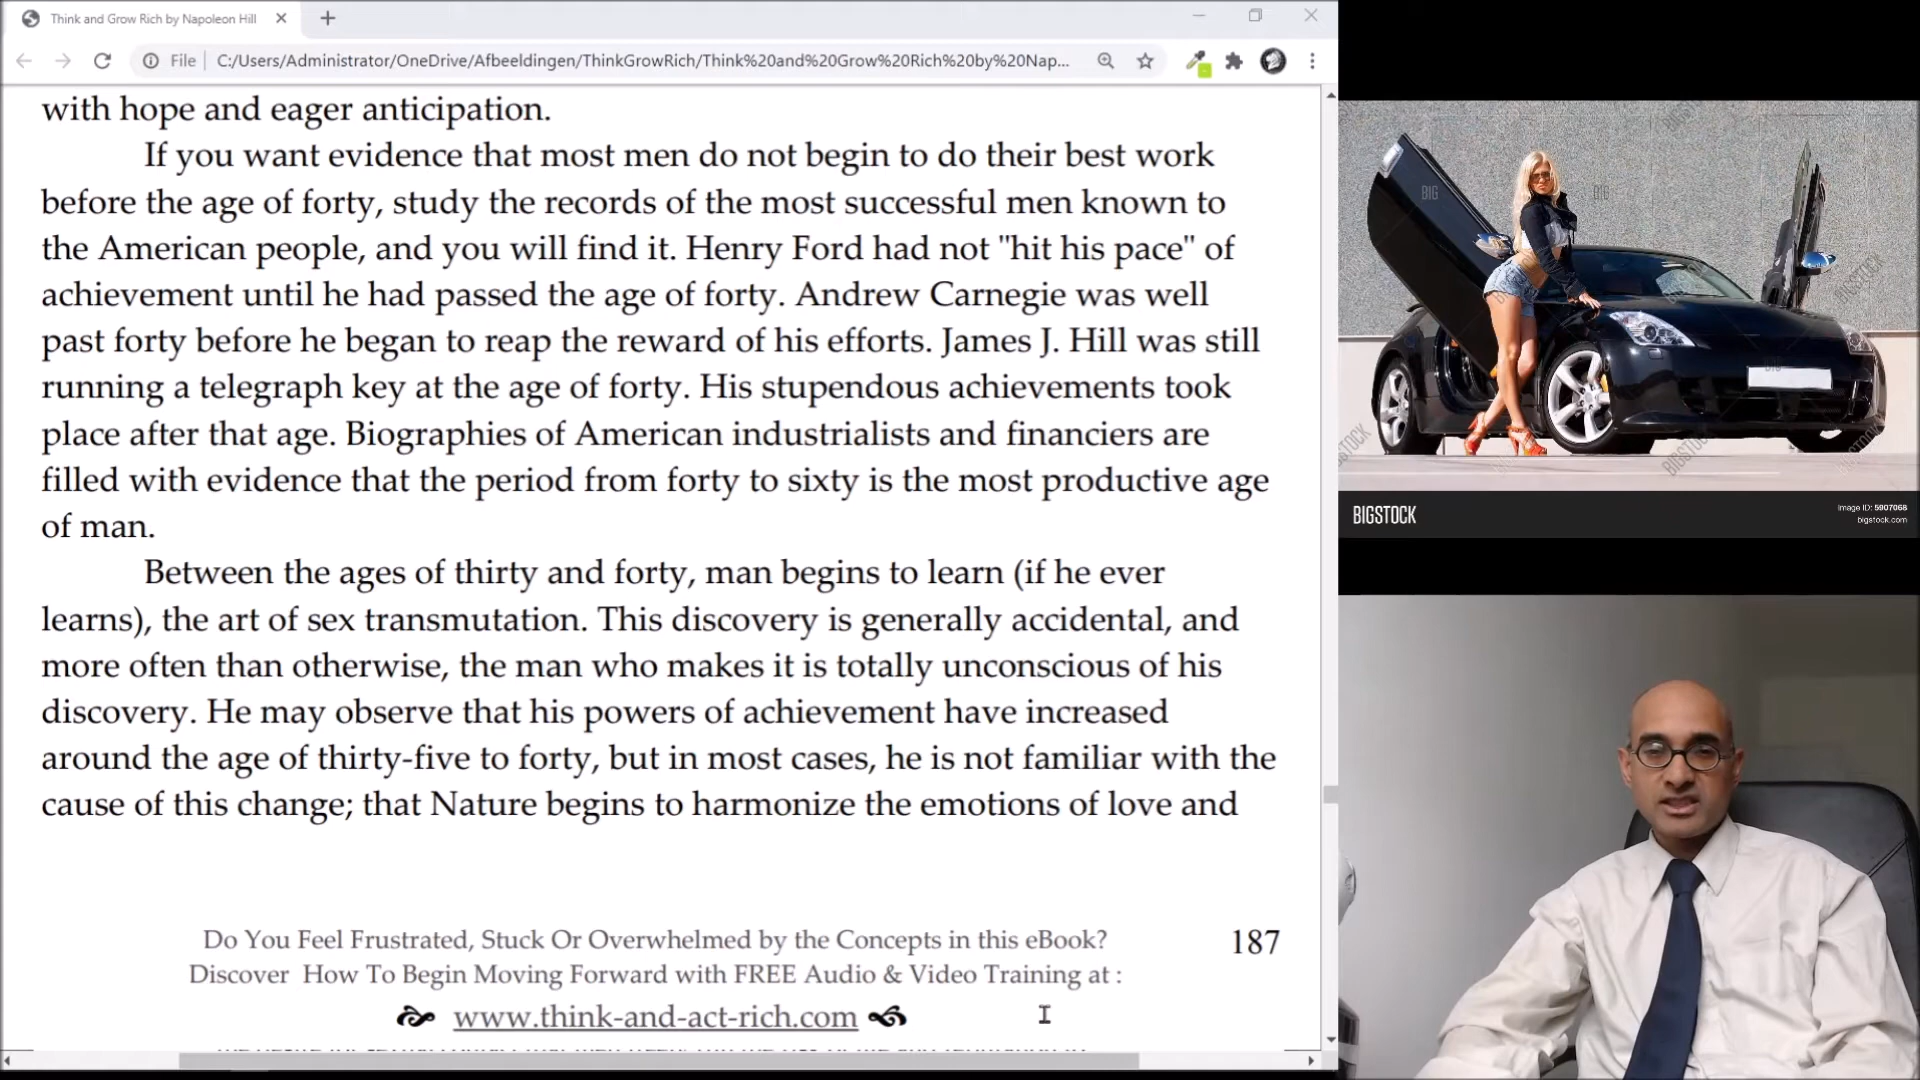 Think and Grow Rich by Napoleon Hill
File
C:/Users/Administrator/OneDrive/Afbeeldingen/ThinkGrowRich/Think%20and%20Grow%20Rich%20by%20Nap...
with hope and eager anticipation.
If you want evidence that most men do not begin to do their best work
before the age of forty, study the records of the most successful men known to
the American people, and you will find it. Henry Ford had not "hit his pace" of
achievement until he had passed the age of forty. Andrew Carnegie was well
past forty before he began to reap the reward of his efforts. James J. Hill was still
running a telegraph key at the age of forty. His stupendous achievements took
place after that age. Biographies of American industrialists and financiers are
filled with evidence that the period from forty to sixty is the most productive age
of man.
Between the ages of thirty and forty, man begins to learn (if he ever
learns), the art of sex transmutation. This discovery is generally accidental, and
more often than otherwise, the man who makes it is totally unconscious of his
discovery. He may observe that his powers of achievement have increased
around the age of thirty-five to forty, but in most cases, he is not familiar with the
cause of this change; that Nature begins to harmonize the emotions of love and
Do You Feel Frustrated, Stuck Or Overwhelmed by the Concepts in this eBook?
187
Discover How To Begin Moving Forward with FREE Audio & Video Training at :
www.think-and-act-rich.com
BIGSTOCK
Image ID: 5907068
bigstock.com